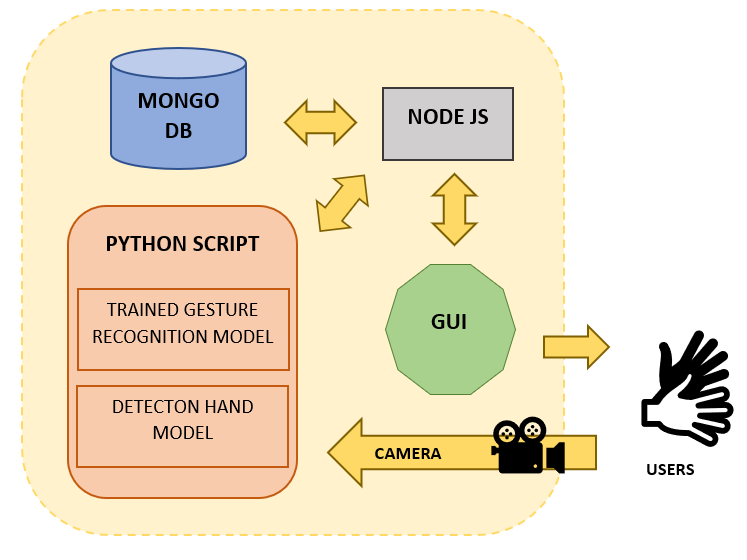 MONGO
DB
NODE JS
PYTHON SCRIPT
TRAINED GESTURE
RECOGNITION MODEL
GUI
DETECTON HAND
MODEL
CAMERA
USERS